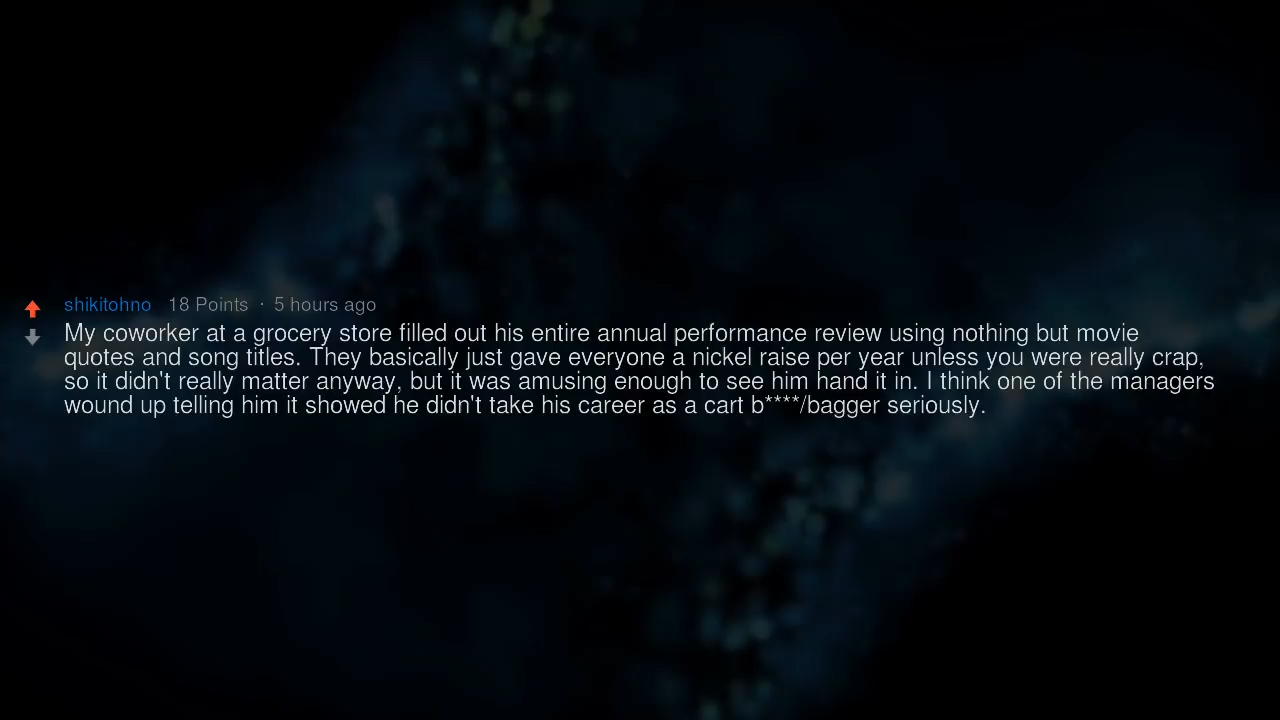 shikitohno 18 Points · 5 hours ago
My coworker at a grocery store filled out his entire annual performance review using nothing but movie
quotes and song titles. They basically just gave everyone a nickel raise per year unless you were really crap,
so it didn't really matter anyway, but it was amusing enough to see him hand it in. I think one of the managers
wound up telling him it showed he didn't take his career as a cart b****/bagger seriously.